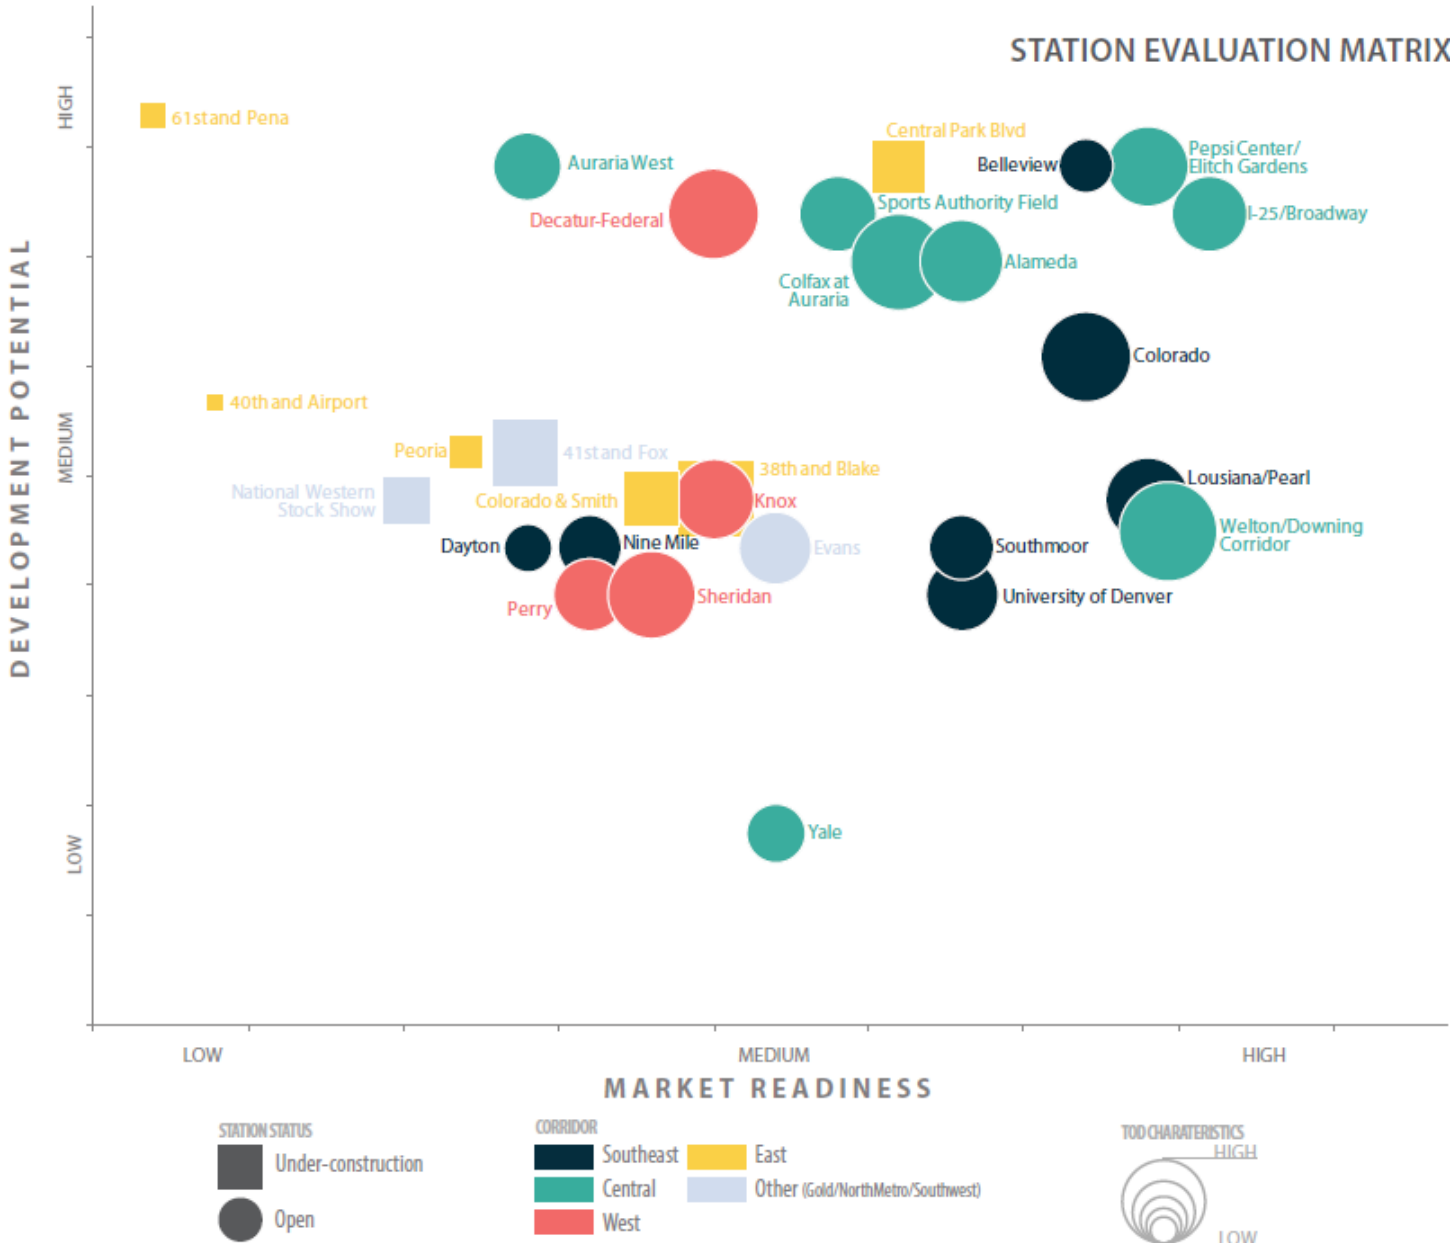 STATION EVALUATION MATRIX
HIGH
61st and Pena
Central Park Blvd
Auraria West
Belleview
Pepsi Center/
Elitch Gardens
Decatur-Federal
Sports Authority Field
I-25/Broadway
Alameda
Colfax at
Auraria
DEVELOPMENT POTENTIAL
Colorado
40th and Airport
MEDIUM
Peoria
41st and Fox
38th and Blake
Lousiana/Pearl
National Western
Stock Show
Colorado & Smith
Knox
Welton/Downing
Corridor
Dayton
Nine Mile
Evans
Southmoor
Perry
Sheridan
University of Denver
LOW
Yale
LOW
MEDIUM
HIGH
MARKET READINESS
STATION STATUS
Under-construction
Open
CORRIDOR
Southeast
Central
West
East
Other (Gold/NorthMetro/Southwest)
TOD CHARATERISTICS
HIGH
LOW